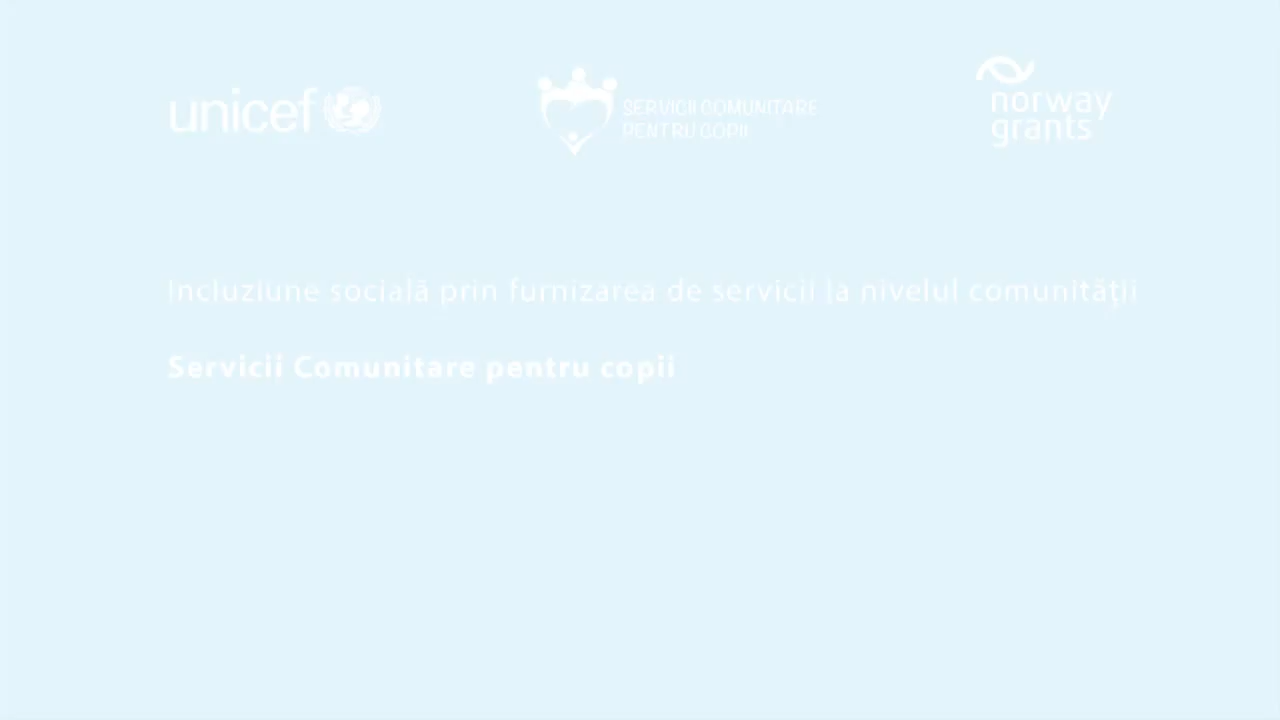 unicef
SERVICII COMUNITARE
PENTRU COPII
norway
grants
Incluziune socială prin furnizarea de servicii la nivelul comunității
Servicii Comunitare pentru copii